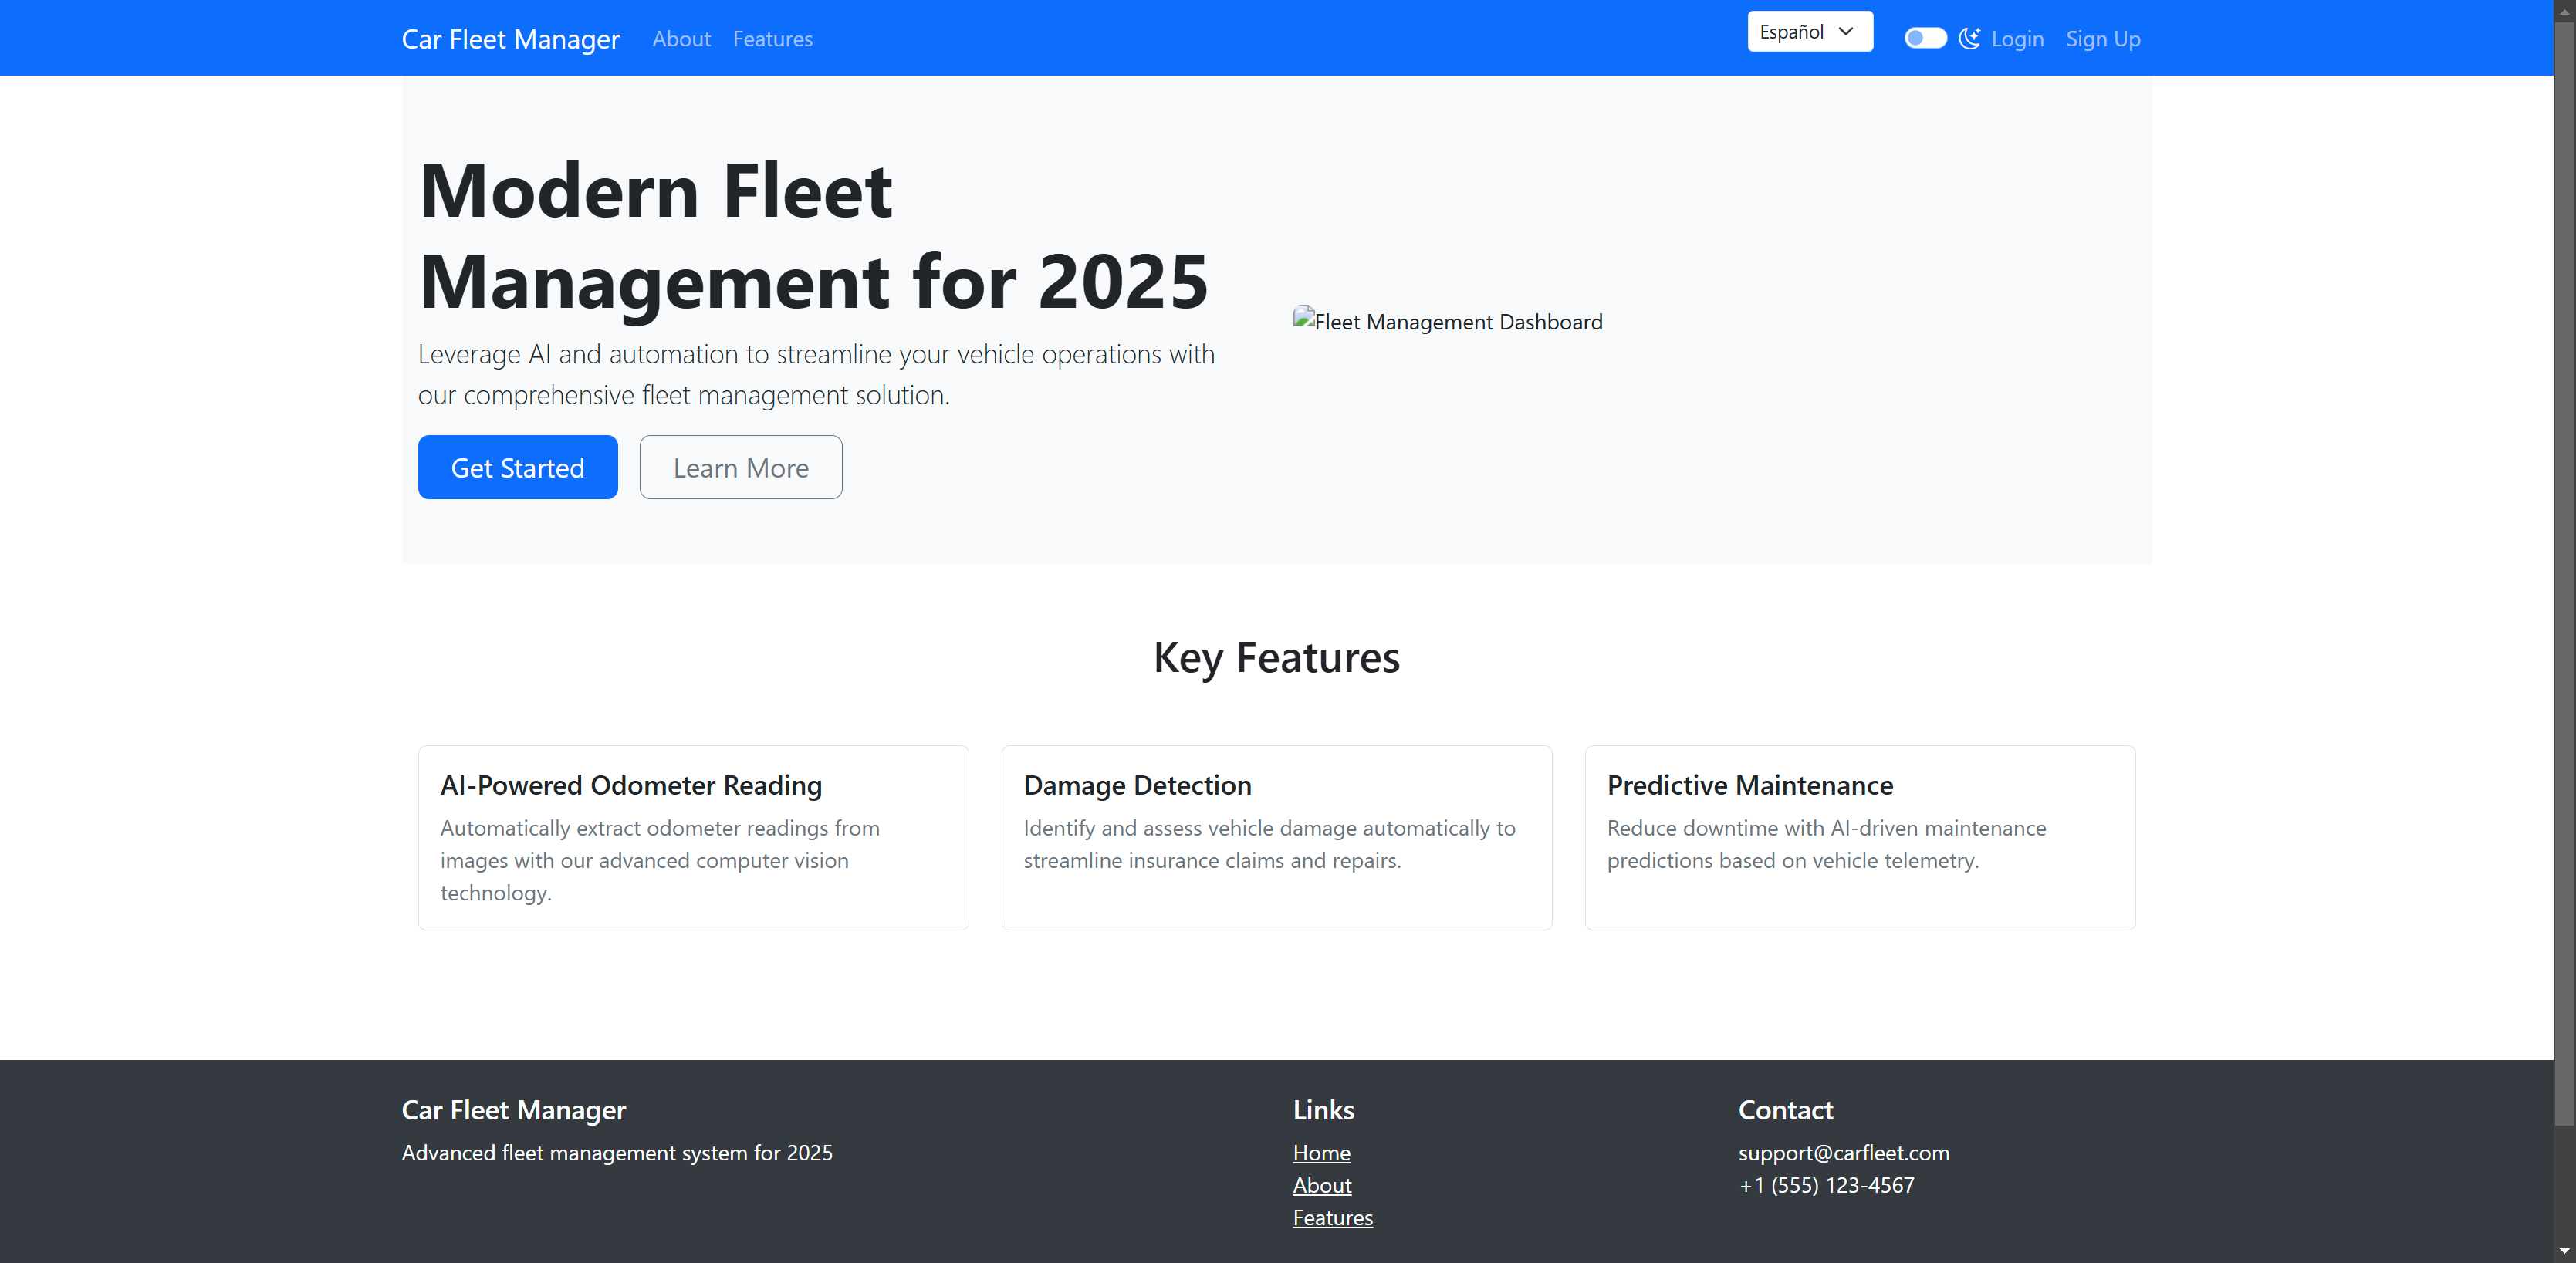 Car Fleet Manager About Features Español Login Sign Up
Modern Fleet
Management for 2025
Leverage AI and automation to streamline your vehicle operations with
our comprehensive fleet management solution.
Get Started Learn More
Fleet Management Dashboard
Key Features
AI-Powered Odometer Reading
Automatically extract odometer readings from
images with our advanced computer vision
technology.
Damage Detection
Identify and assess vehicle damage automatically to
streamline insurance claims and repairs.
Predictive Maintenance
Reduce downtime with AI-driven maintenance
predictions based on vehicle telemetry.
Car Fleet Manager
Advanced fleet management system for 2025
Links
Home
About
Features
Contact
support@carfleet.com
+1 (555) 123-4567